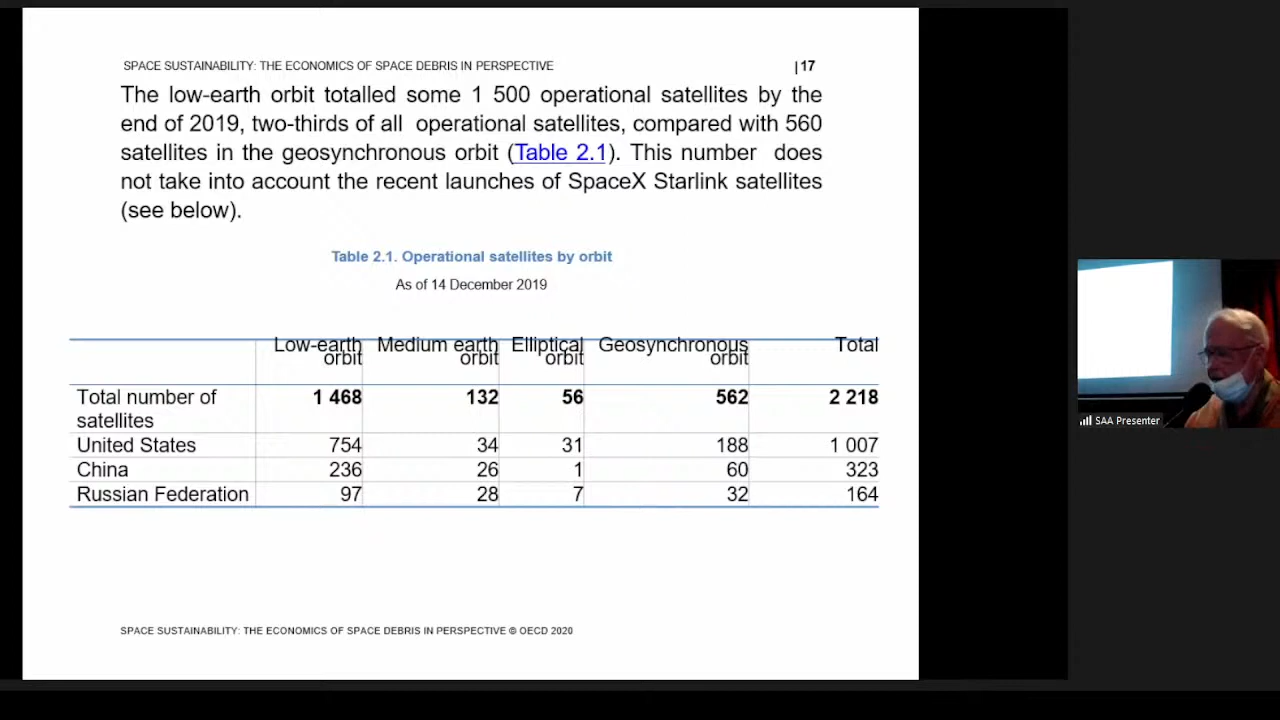 SPACE SUSTAINABILITY: THE ECONOMICS OF SPACE DEBRIS IN PERSPECTIVE |17
The low-earth orbit totalled some 1 500 operational satellites by the
end of 2019, two-thirds of all operational satellites, compared with 560
satellites in the geosynchronous orbit (Table 2.1). This number does
not take into account the recent launches of SpaceX Starlink satellites
(see below).
Table 2.1. Operational satellites by orbit
As of 14 December 2019
Low-earth orbit Medium earth orbit Elliptical orbit Geosynchronous orbit Total
Total number of satellites 1 468 132 56 562 2 218
United States 754 34 31 188 1 007
China 236 26 1 60 323
Russian Federation 97 28 7 32 164
SPACE SUSTAINABILITY: THE ECONOMICS OF SPACE DEBRIS IN PERSPECTIVE © OECD 2020
SAA Presenter